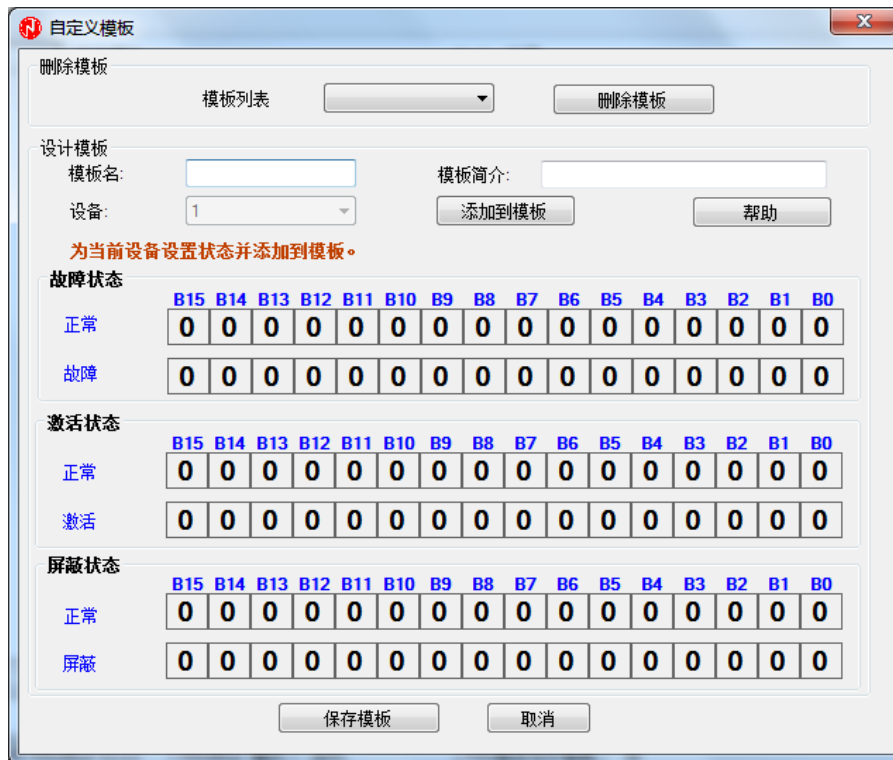 自定义模板
删除模板
模板列表 删除模板
设计模板
模板名: 模板简介:
设备: 1 添加到模板 帮助
为当前设备设置状态并添加到模板。
故障状态
B15 B14 B13 B12 B11 B10 B9 B8 B7 B6 B5 B4 B3 B2 B1 B0
正常 0 0 0 0 0 0 0 0 0 0 0 0 0 0 0 0
故障 0 0 0 0 0 0 0 0 0 0 0 0 0 0 0 0
激活状态
B15 B14 B13 B12 B11 B10 B9 B8 B7 B6 B5 B4 B3 B2 B1 B0
正常 0 0 0 0 0 0 0 0 0 0 0 0 0 0 0 0
激活 0 0 0 0 0 0 0 0 0 0 0 0 0 0 0 0
屏蔽状态
B15 B14 B13 B12 B11 B10 B9 B8 B7 B6 B5 B4 B3 B2 B1 B0
正常 0 0 0 0 0 0 0 0 0 0 0 0 0 0 0 0
屏蔽 0 0 0 0 0 0 0 0 0 0 0 0 0 0 0 0
保存模板 取消